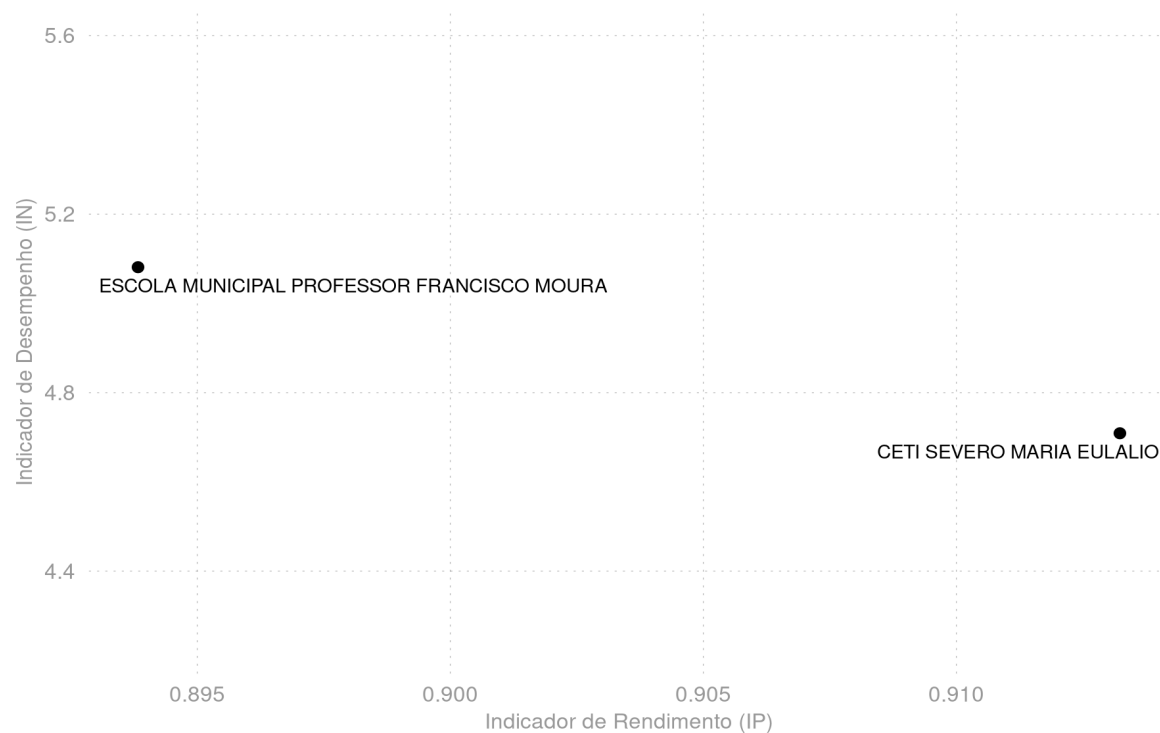 5.6
5.2
4.8
4.4
Indicador de Desempenho (IN)
ESCOLA MUNICIPAL PROFESSOR FRANCISCO MOURA
CETI SEVERO MARIA EULALIO
0.895 0.900 0.905 0.910
Indicador de Rendimento (IP)